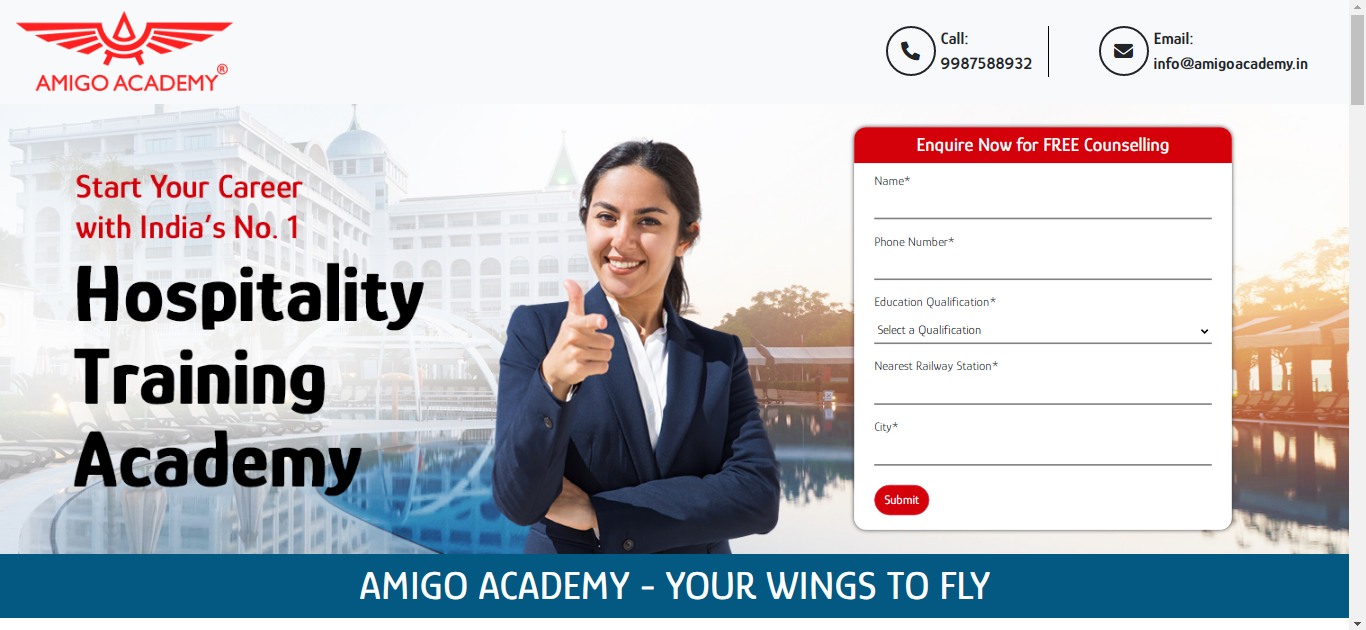 AMIGO ACADEMY®
Call:
9987588932
Email:
info@amigoacademy.in
Start Your Career
with India's No. 1
Hospitality
Training
Academy
Enquire Now for FREE Counselling
Name*
Phone Number*
Education Qualification*
Select a Qualification
Nearest Railway Station*
City*
Submit
AMIGO ACADEMY - YOUR WINGS TO FLY